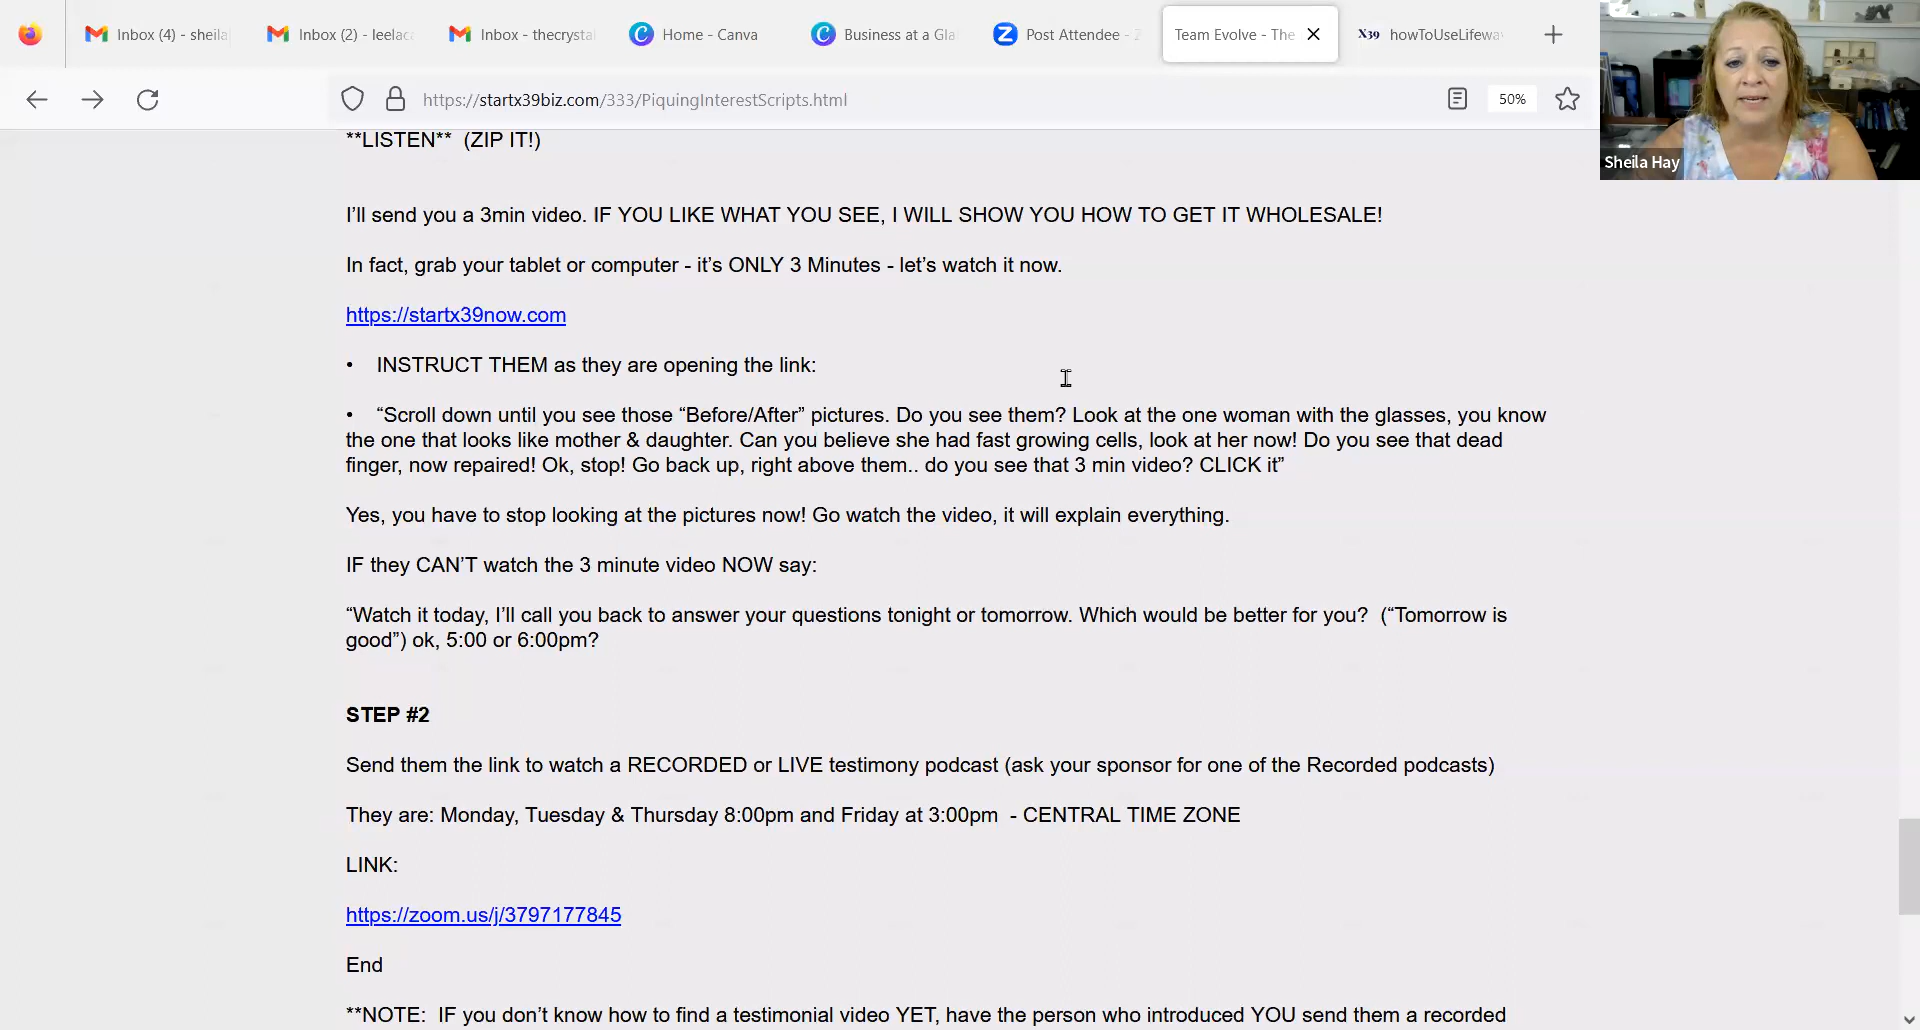 Inbox (4) - sheila
Inbox (2) - leelac
Inbox - thecrysta
Home - Canva
Business at a Gla
Post Attendee - Z
Team Evolve - The
X39 howToUseLifewa
https://startx39biz.com/333/PiquingInterestScripts.html
50%
Sheila Hay
**LISTEN** (ZIP IT!)
I’ll send you a 3min video. IF YOU LIKE WHAT YOU SEE, I WILL SHOW YOU HOW TO GET IT WHOLESALE!
In fact, grab your tablet or computer - it’s ONLY 3 Minutes - let’s watch it now.
https://startx39now.com
• INSTRUCT THEM as they are opening the link:
• “Scroll down until you see those “Before/After” pictures. Do you see them? Look at the one woman with the glasses, you know
the one that looks like mother & daughter. Can you believe she had fast growing cells, look at her now! Do you see that dead
finger, now repaired! Ok, stop! Go back up, right above them.. do you see that 3 min video? CLICK it”
Yes, you have to stop looking at the pictures now! Go watch the video, it will explain everything.
IF they CAN’T watch the 3 minute video NOW say:
“Watch it today, I’ll call you back to answer your questions tonight or tomorrow. Which would be better for you? (“Tomorrow is
good”) ok, 5:00 or 6:00pm?
STEP #2
Send them the link to watch a RECORDED or LIVE testimony podcast (ask your sponsor for one of the Recorded podcasts)
They are: Monday, Tuesday & Thursday 8:00pm and Friday at 3:00pm - CENTRAL TIME ZONE
LINK:
https://zoom.us/j/3797177845
End
**NOTE: IF you don’t know how to find a testimonial video YET, have the person who introduced YOU send them a recorded